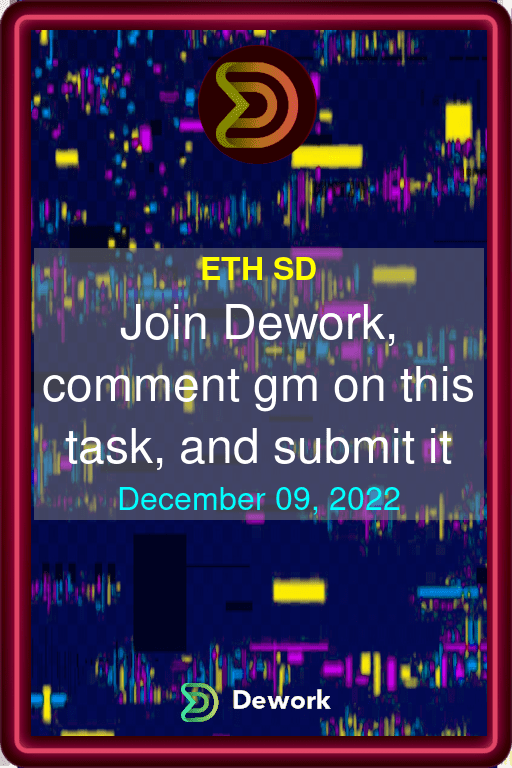 ETH SD
Join Dework,
comment gm on this
task, and submit it
December 09, 2022
Dework